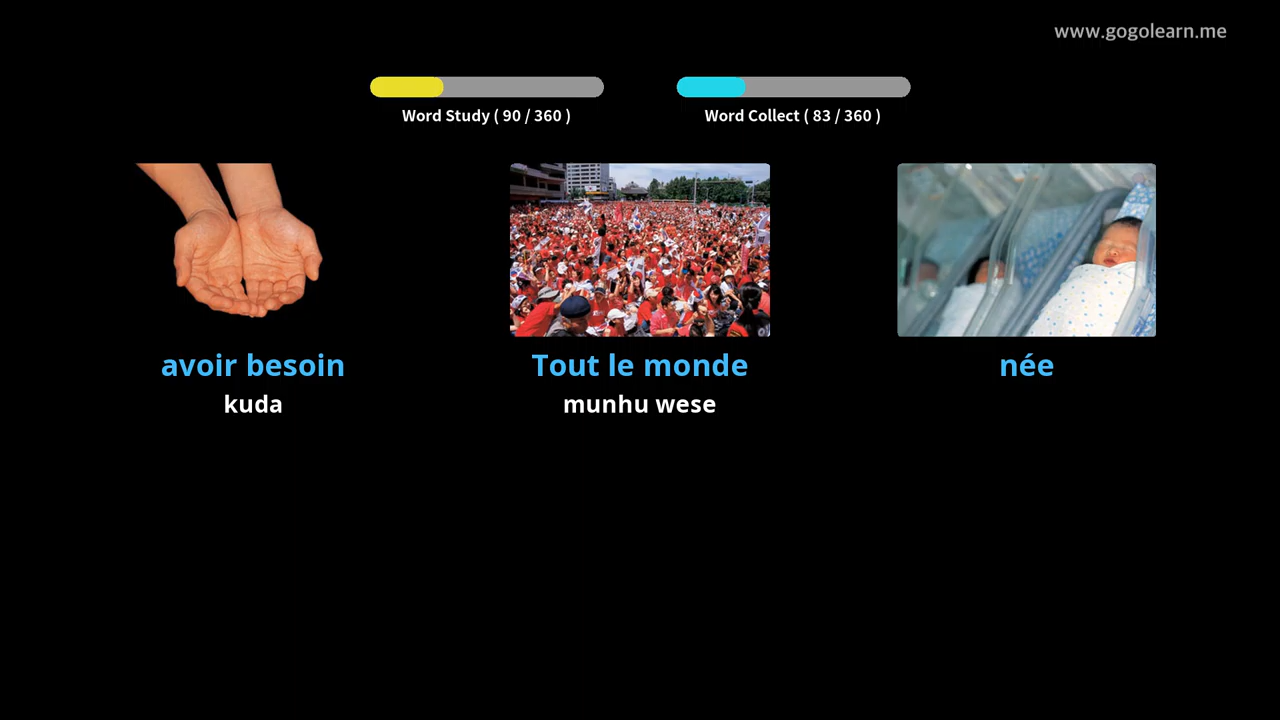 www.gogolearn.me
Word Study ( 90 / 360 )
Word Collect ( 83 / 360 )
avoir besoin
kuda
Tout le monde
munhu wese
née